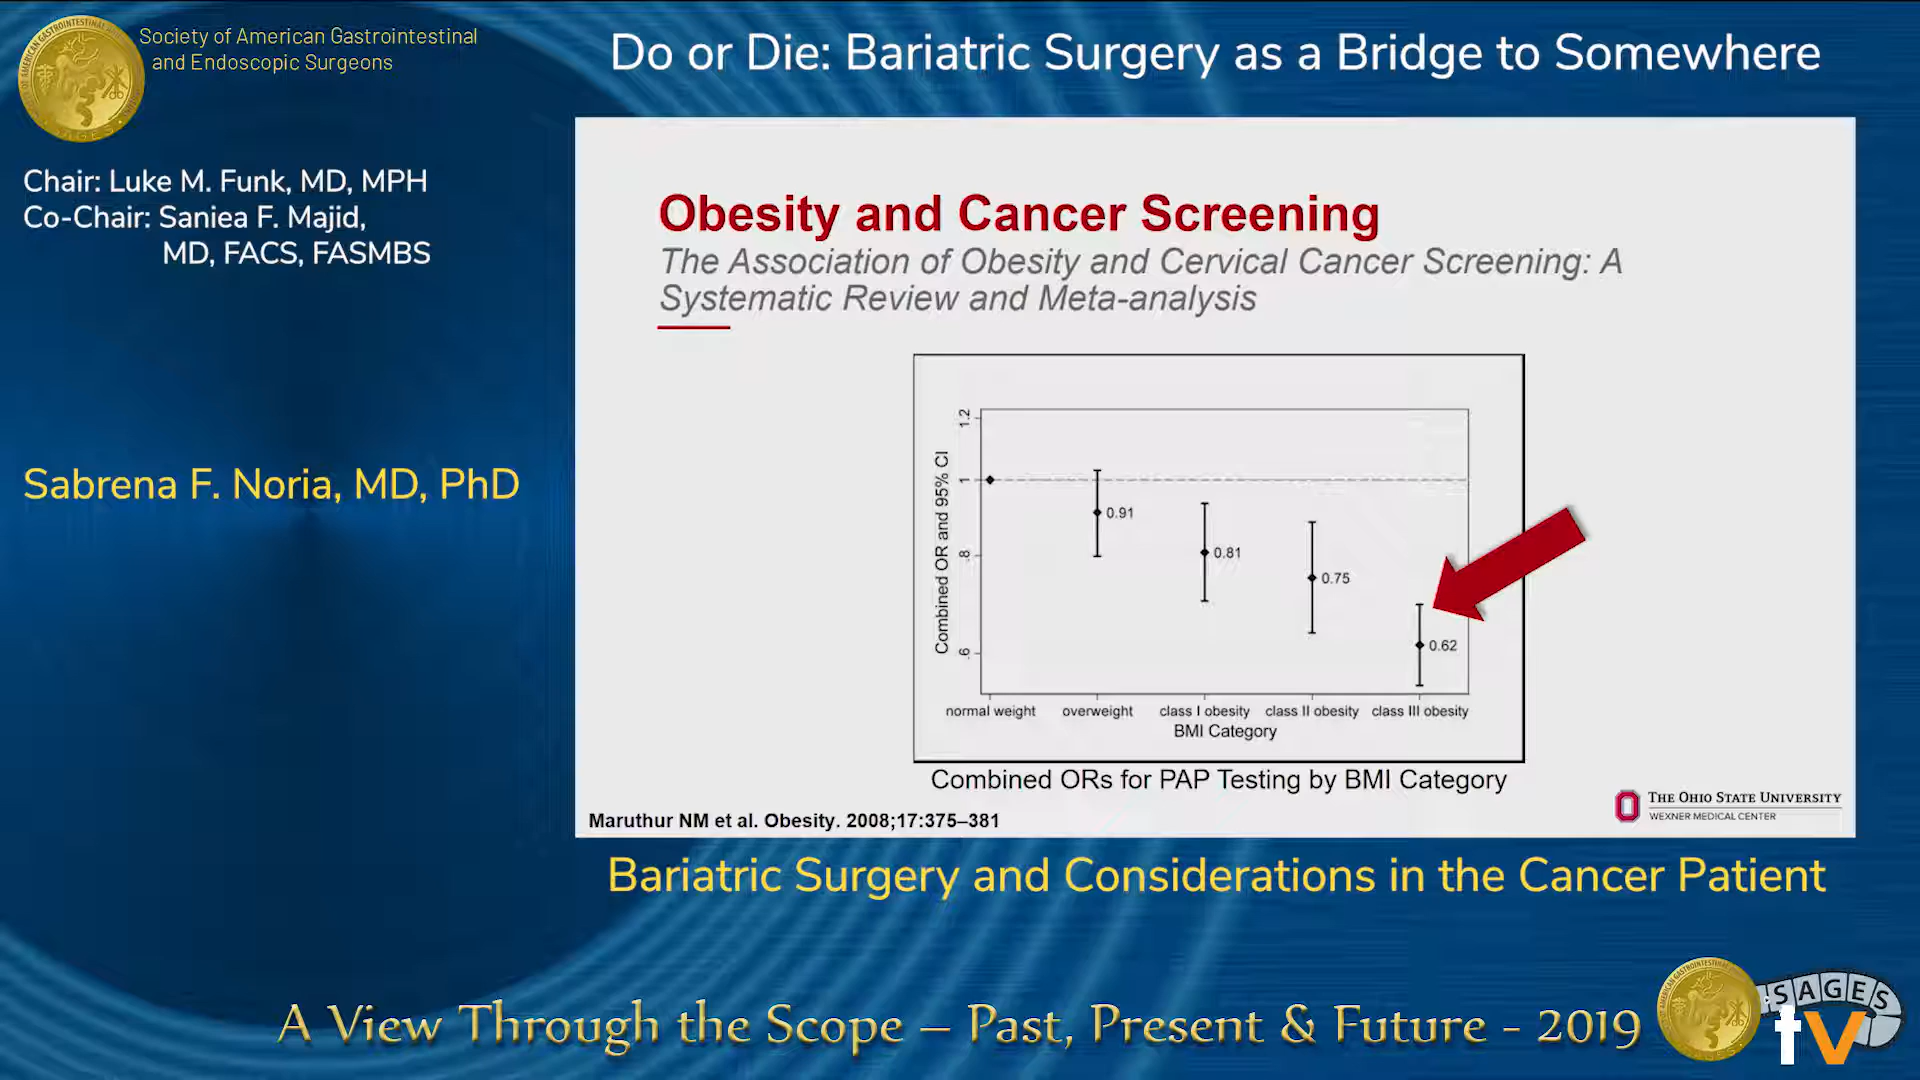 Society of American Gastrointestinal
and Endoscopic Surgeons
Do or Die: Bariatric Surgery as a Bridge to Somewhere
Chair: Luke M. Funk, MD, MPH
Co-Chair: Saniea F. Majid,
MD, FACS, FASMBS
Sabrena F. Noria, MD, PhD
Obesity and Cancer Screening
The Association of Obesity and Cervical Cancer Screening: A
Systematic Review and Meta-analysis
Combined OR and 95% CI
1.2
1
.8
.6
0.91
0.81
0.75
0.62
normal weight
overweight
class I obesity
class II obesity
class III obesity
BMI Category
Combined ORs for PAP Testing by BMI Category
Maruthur NM et al. Obesity. 2008;17:375–381
THE OHIO STATE UNIVERSITY
WEXNER MEDICAL CENTER
Bariatric Surgery and Considerations in the Cancer Patient
A View Through the Scope – Past, Present & Future - 2019
SAGES
tv